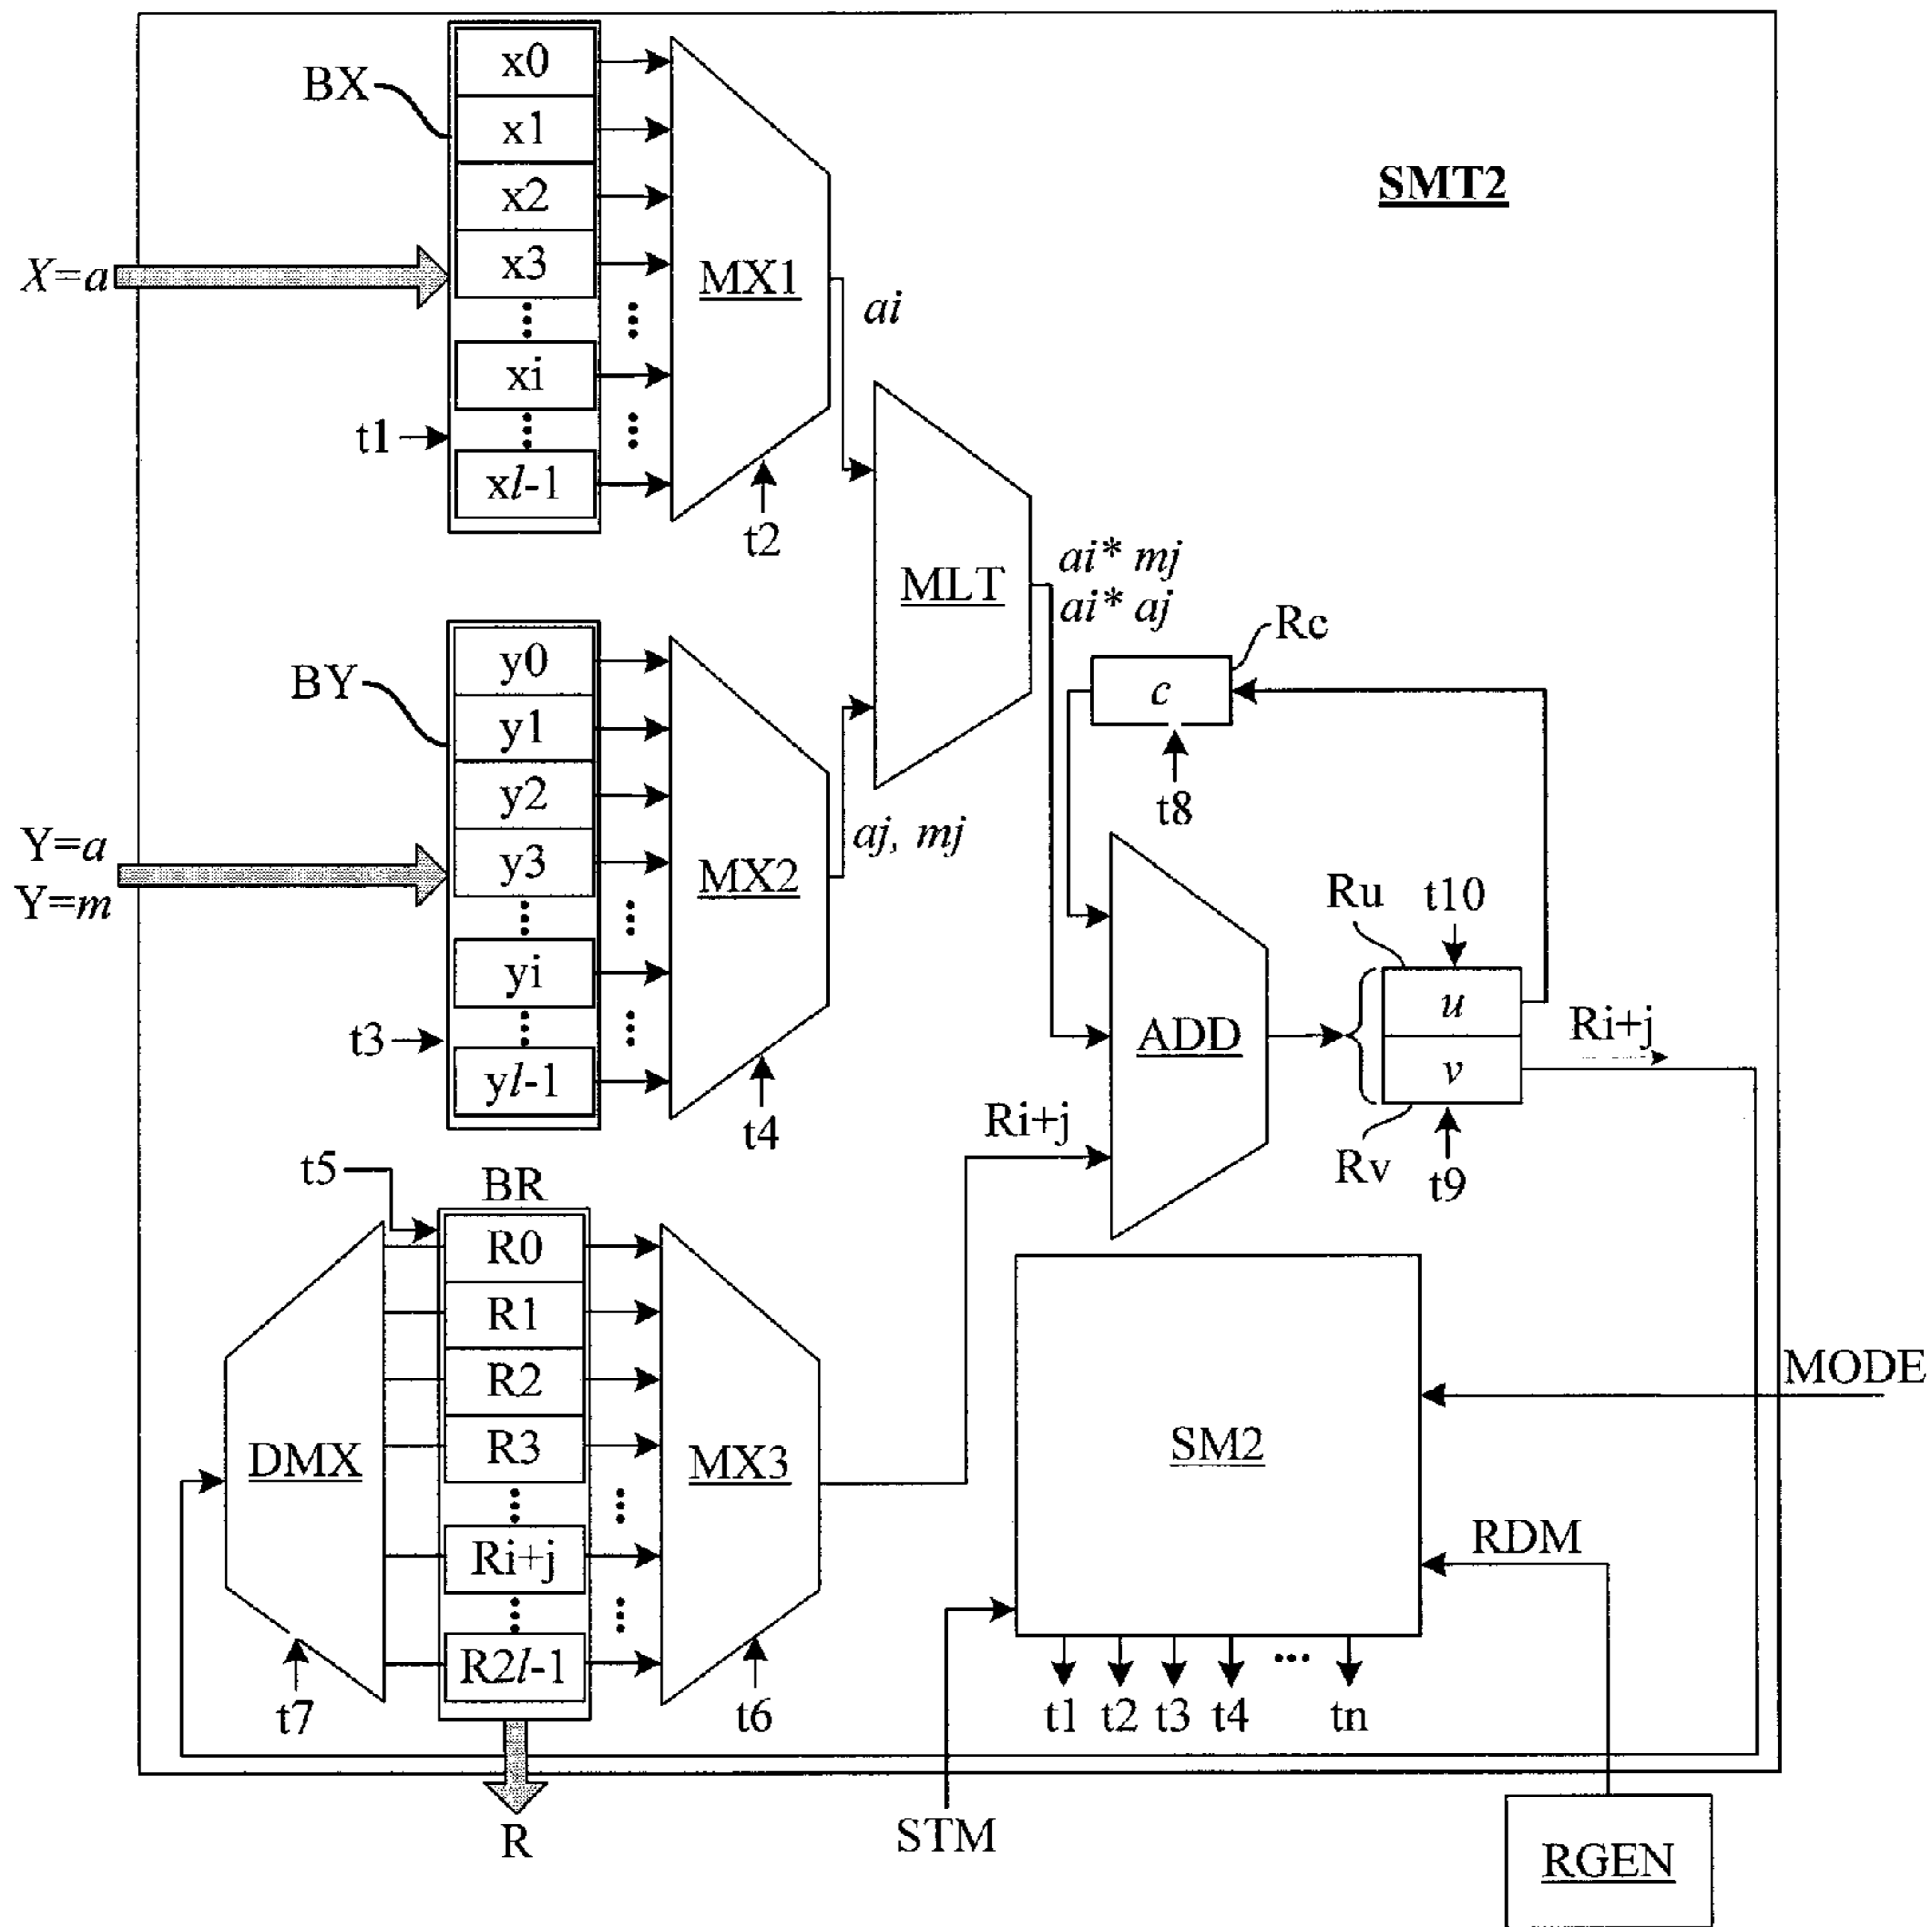 x0
BX
x1
x2
SMT2
x3
X=a
MX1
ai
xi
t1
xl-1
t2
ai* mj
MLT
ai* aj
Rc
y0
BY
c
y1
y2
t8
Y=a
aj, mj
y3
MX2
Y=m
Ru
t10
yi
u
Ri+j
t3
ADD
v
yl-1
Ri+j
t4
Rv
t9
t5
BR
R0
R1
MODE
R2
R3
SM2
DMX
MX3
RDM
Ri+j
R2l-1
t7
t6
t1
t2
t3
t4
tn
R
STM
RGEN